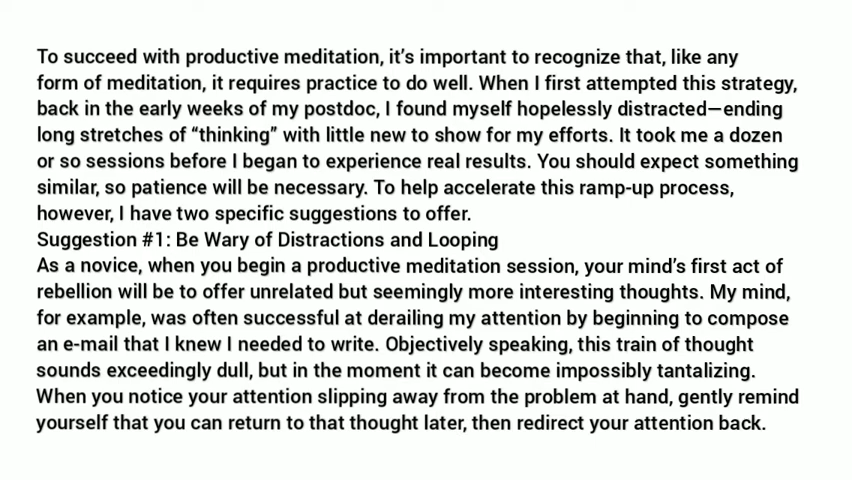 To succeed with productive meditation, it’s important to recognize that, like any
form of meditation, it requires practice to do well. When I first attempted this strategy,
back in the early weeks of my postdoc, I found myself hopelessly distracted—ending
long stretches of “thinking” with little new to show for my efforts. It took me a dozen
or so sessions before I began to experience real results. You should expect something
similar, so patience will be necessary. To help accelerate this ramp-up process,
however, I have two specific suggestions to offer.
Suggestion #1: Be Wary of Distractions and Looping
As a novice, when you begin a productive meditation session, your mind’s first act of
rebellion will be to offer unrelated but seemingly more interesting thoughts. My mind,
for example, was often successful at derailing my attention by beginning to compose
an e-mail that I knew I needed to write. Objectively speaking, this train of thought
sounds exceedingly dull, but in the moment it can become impossibly tantalizing.
When you notice your attention slipping away from the problem at hand, gently remind
yourself that you can return to that thought later, then redirect your attention back.